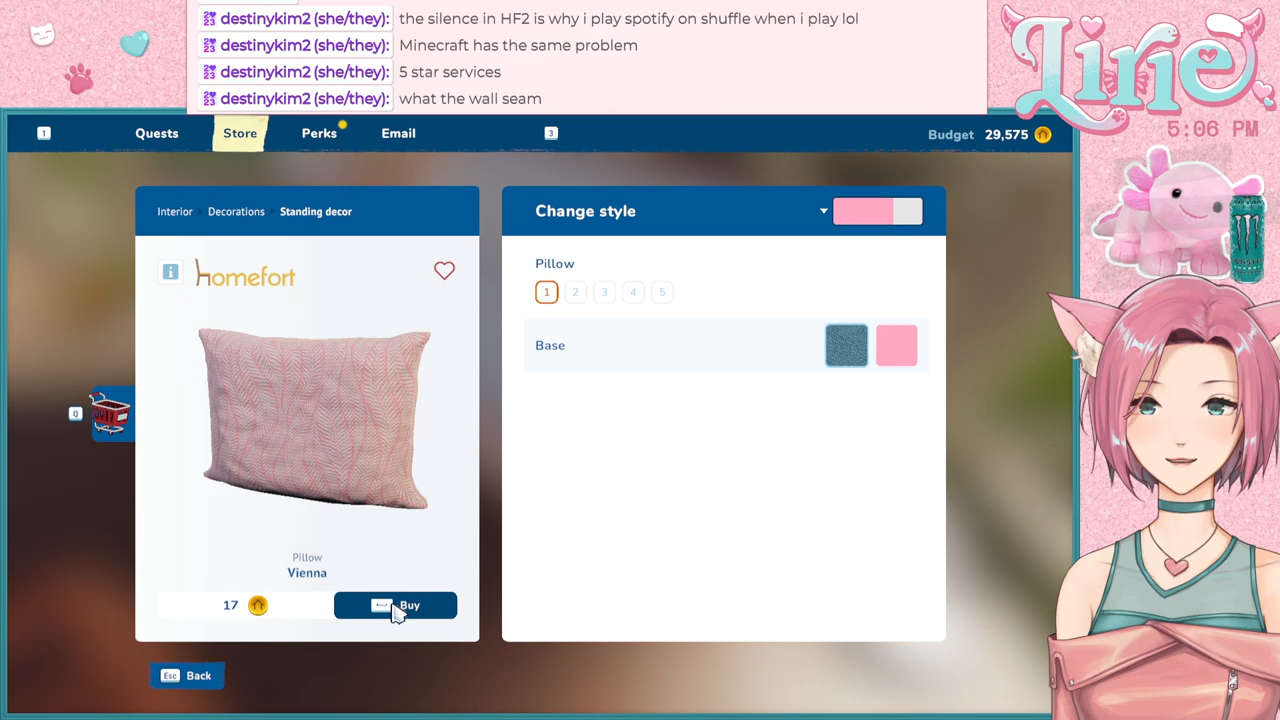 destinykim2 (she/they): the silence in HF2 is why i play spotify on shuffle when i play lol
destinykim2 (she/they): Minecraft has the same problem
destinykim2 (she/they): 5 star services
destinykim2 (she/they): what the wall seam
Lirie
5:06 PM
1 Quests Store Perks Email 3 Budget 29,575
Interior Decorations Standing decor
Change style
homefort
Pillow
1 2 3 4 5
Base
Q
Pillow
Vienna
17 Buy
Esc Back